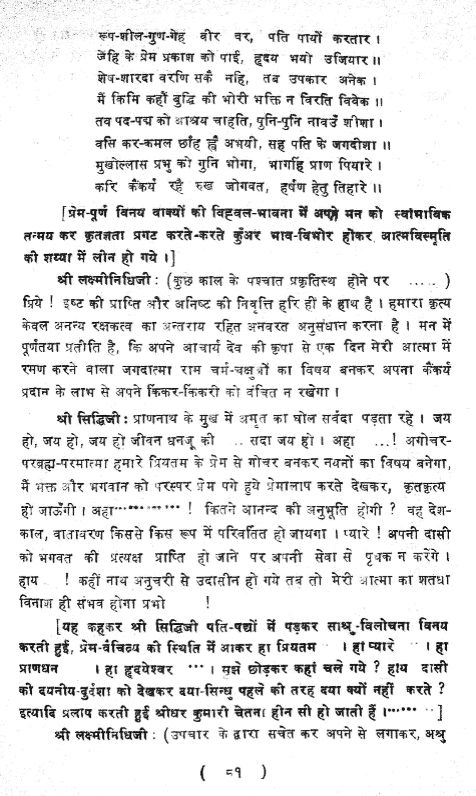 रूप-शील-गुण-गेह वीर वर, पति पायों करतार ।
जेहि के प्रेम प्रकाश को पाई, हृदय भयो उजियार ।।
शेष-शारदा वरणि सकै नहि, तव उपकार अनेक ।
मैं किमि कहौं बुद्धि की भोरी भक्ति न विरति विवेक ।।
तव पद-पद्म को आश्रय चाहति, पुनि-पुनि नावउँ शीशा ।
वसि कर-कमल छाँह ह्वै अभयी, सह पति के जगदीशा ।
मुखोल्लास प्रभु को गुनि भोगा, भागहि प्राण पियारे ।
करि कैंकर्य रहै रुख जोगवत, हर्षण हेतु तिहारे ।।
[प्रेम-पूर्ण विनय वाक्यों की विह्वल-भावना में अपने मन को स्वाभाविक
तन्मय कर कृतज्ञता प्रगट करते-करते कुँअर भाव-विभोर होकर आत्मविस्मृति
की शय्या में लीन हो गये ।]
श्री लक्ष्मीनिधिजी: (कुछ काल के पश्चात प्रकृतिस्थ होने पर ...... )
प्रिये ! इष्ट की प्राप्ति और अनिष्ट की निवृत्ति हरि हीं के हाथ है । हमारा कृत्य
केवल अनन्य रक्षकत्व का अन्तराय रहित अनवरत अनुसंधान करना है । मन में
पूर्णतया प्रतीति है, कि अपने आचार्य देव की कृपा से एक दिन मेरी आत्मा में
रमण करने वाला जगदात्मा राम चर्म-चक्षुओं का विषय बनकर अपना कैंकर्य
प्रदान के लाभ से अपने किंकर-किंकरी को वंचित न रखेगा ।
श्री सिद्धिजी: प्राणनाथ के मुख में अमृत का घोल सर्वदा पड़ता रहे । जय
हो, जय हो, जय हो जीवन धनजू की .. सदा जय हो । अहा ...! अगोचर-
परब्रह्म-परमात्मा हमारे प्रियतम के प्रेम से गोचर बनकर नयनों का विषय बनेगा,
मैं भक्त और भगवान को परस्पर प्रेम पगे हुये प्रेमालाप करते देखकर, कृतकृत्य
हो जाऊँगी । अहा............... ! कितने आनन्द की अनुभूति होगी ? वह देश-
काल, वातावरण किससे किस रूप में परिवर्तित हो जायगा । प्यारे ! अपनी दासी
को भगवत की प्रत्यक्ष प्राप्ति हो जाने पर अपनी सेवा से पृथक न करेंगे ।
हाय ! कहीं नाथ अनुचरी से उदासीन हो गये तब तो मेरी आत्मा का शतधा
विनाश ही संभव होगा प्रभो !
[यह कहकर श्री सिद्धिजी पति-पद्यों में पड़कर साश्रु-विलोचना विनय
करती हुई, प्रेम-वैचित्र्य की स्थिति में आकर हा प्रियतम .. । हा प्यारे ... । हा
प्राणधन । हा हृदयेश्वर ... । मुझे छोड़कर कहां चले गये ? हाय दासी
की दयनीय-दुर्दशा को देखकर दया-सिन्धु पहले की तरह दया क्यों नहीं करते ?
इत्यादि प्रलाप करती हुई श्रीधर कुमारी चेतना हीन सी हो जाती हैं ।...... ..]
श्री लक्ष्मीनिधिजी: (उपचार के द्वारा सचेत कर अपने से लगाकर, अश्रु
( ८१ )